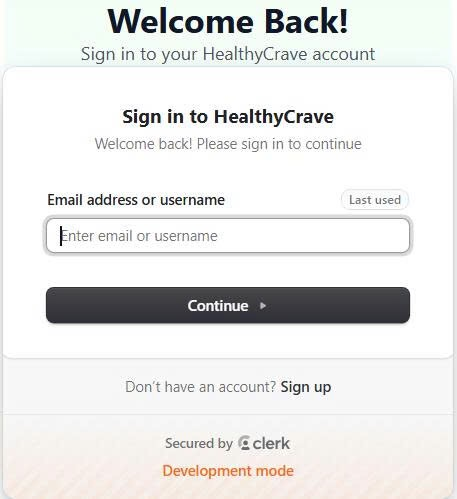 Welcome Back!
Sign in to your HealthyCrave account
Sign in to HealthyCrave
Welcome back! Please sign in to continue
Email address or username
Last used
Enter email or username
Continue
Don't have an account? Sign up
Secured by clerk
Development mode